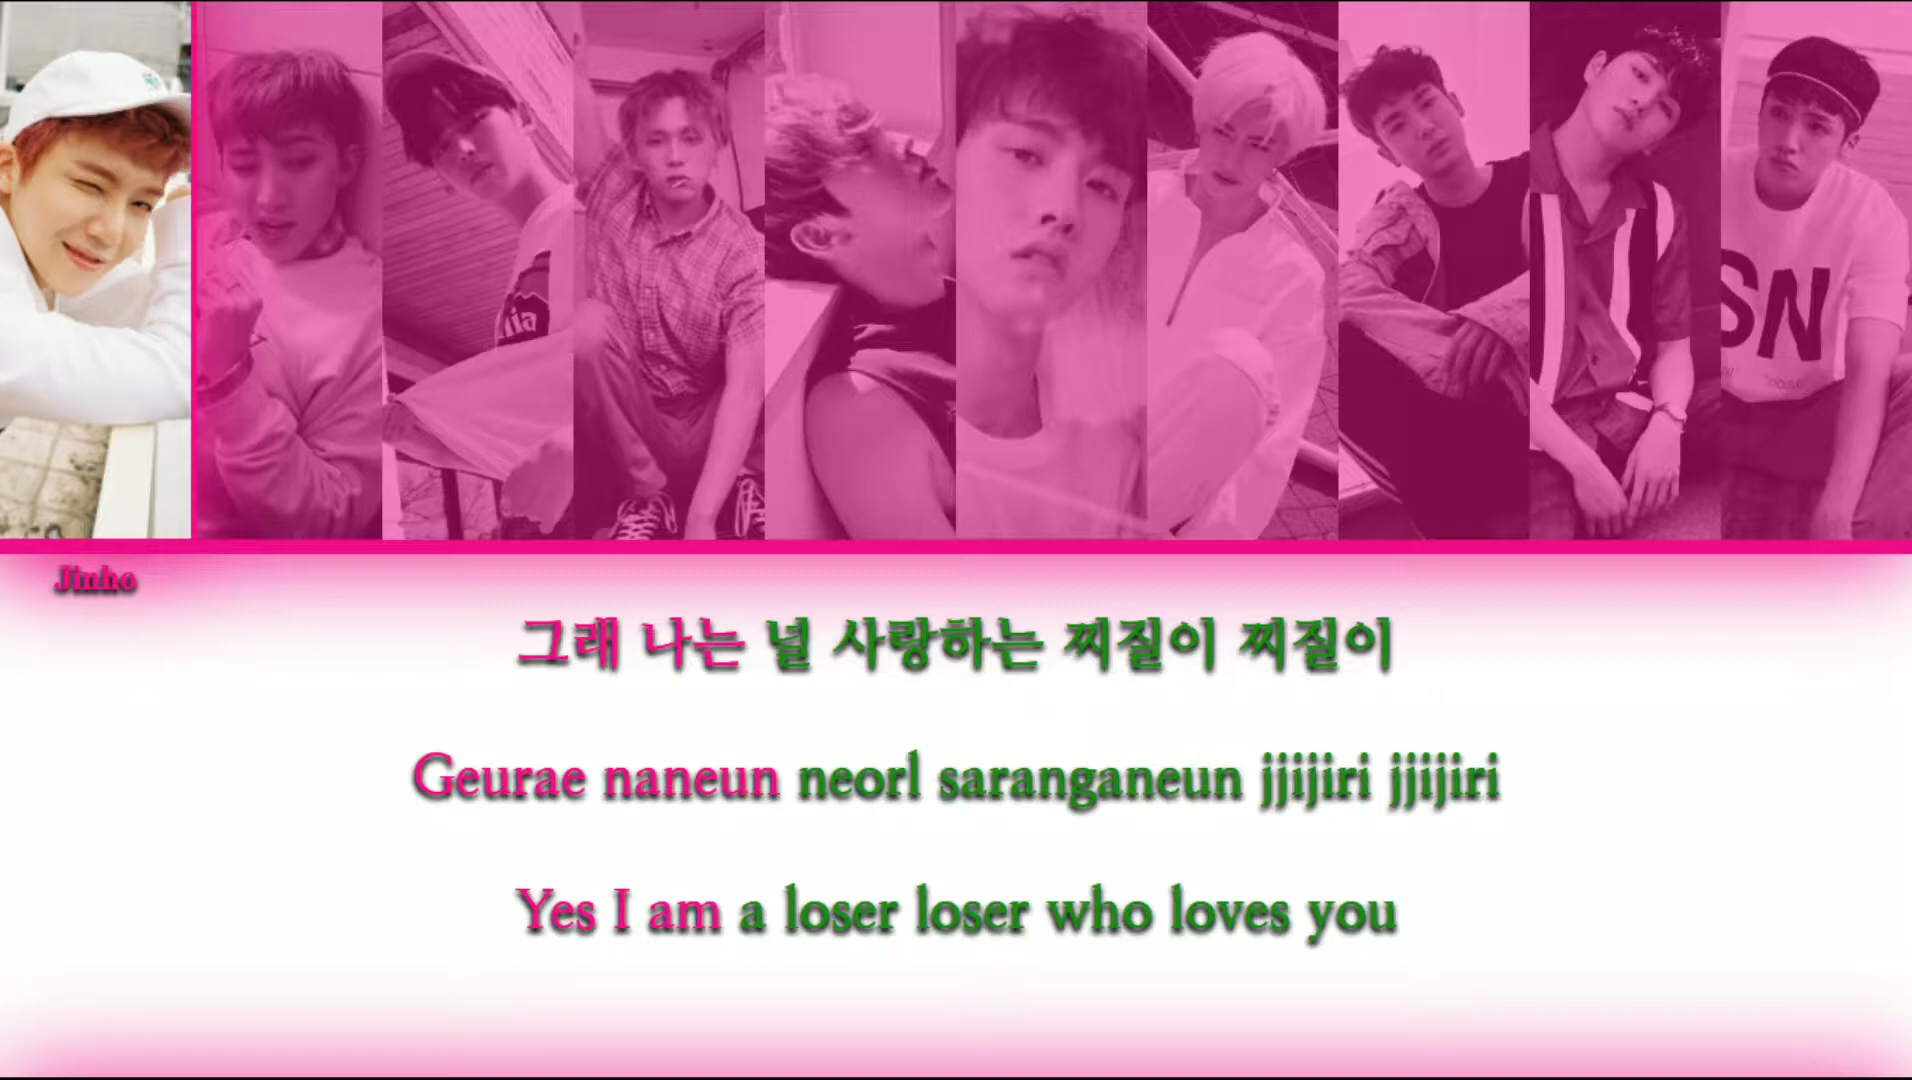 SN
Jinho
그래 나는 널 사랑하는 찌질이 찌질이
Geurae naneun neorl saranganeun jjijiri jjijiri
Yes I am a loser loser who loves you